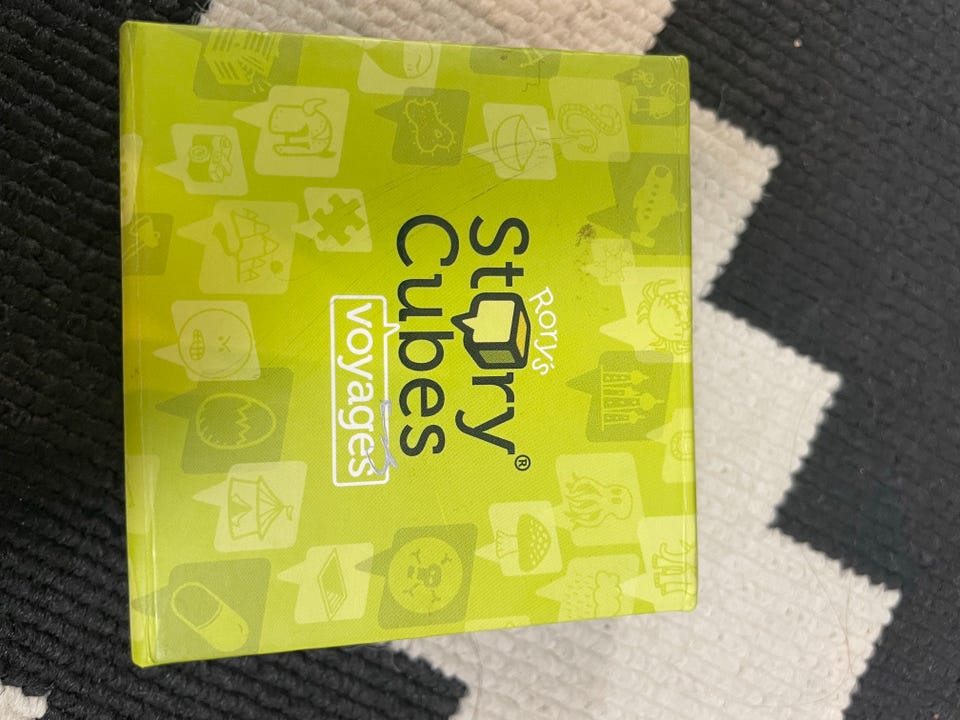 Rory's
Story®
Cubes
voyages